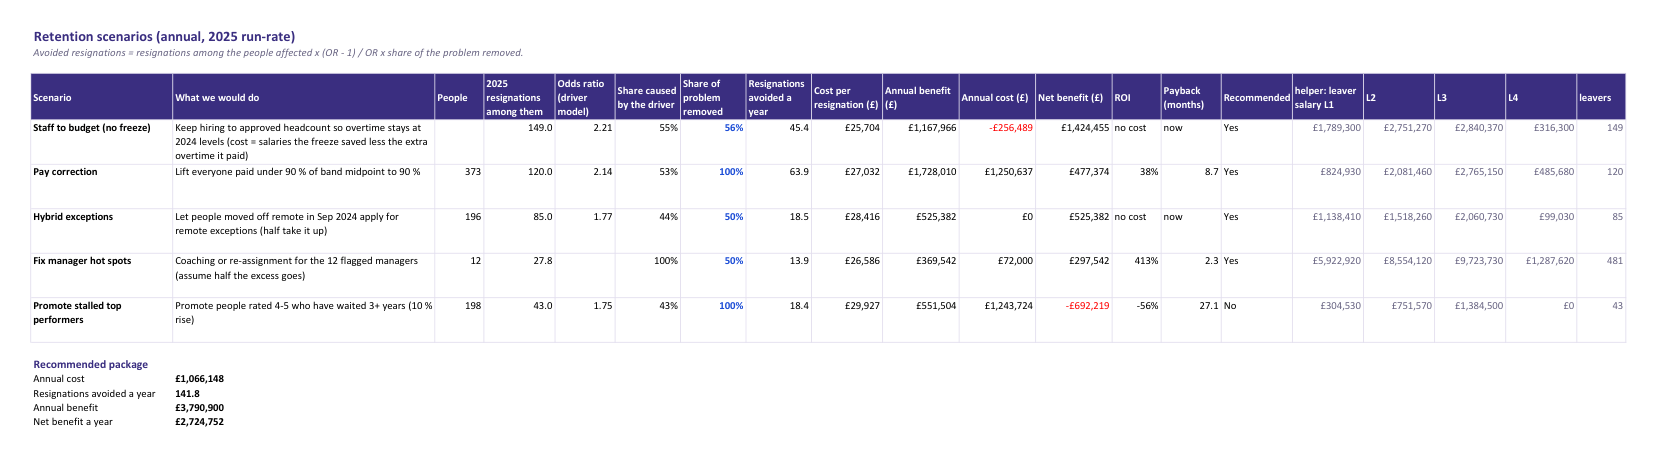 Retention scenarios (annual, 2025 run-rate)
Avoided resignations = resignations among the people affected x (OR - 1) / OR x share of the problem removed.
Scenario What we would do People 2025 resignations among them Odds ratio (driver model) Share caused by the driver Share of problem removed Resignations avoided a year Cost per resignation (£) Annual benefit (£) Annual cost (£) Net benefit (£) ROI Payback (months) Recommended helper: leaver salary L1 L2 L3 L4 leavers
Staff to budget (no freeze) Keep hiring to approved headcount so overtime stays at 149.0 2.21 55% 56% 45.4 £25,704 £1,167,966 -£256,489 £1,424,455 no cost now Yes £1,789,300 £2,751,270 £2,840,370 £316,300 149
2024 levels (cost = salaries the freeze saved less the extra
overtime it paid)
Pay correction Lift everyone paid under 90 % of band midpoint to 90 % 373 120.0 2.14 53% 100% 63.9 £27,032 £1,728,010 £1,250,637 £477,374 38% 8.7 Yes £824,930 £2,081,460 £2,765,150 £485,680 120
Hybrid exceptions Let people moved off remote in Sep 2024 apply for 196 85.0 1.77 44% 50% 18.5 £28,416 £525,382 £0 £525,382 no cost now Yes £1,138,410 £1,518,260 £2,060,730 £99,030 85
remote exceptions (half take it up)
Fix manager hot spots Coaching or re-assignment for the 12 flagged managers 12 27.8 100% 50% 13.9 £26,586 £369,542 £72,000 £297,542 413% 2.3 Yes £5,922,920 £8,554,120 £9,723,730 £1,287,620 481
(assume half the excess goes)
Promote stalled top Promote people rated 4-5 who have waited 3+ years (10 % 198 43.0 1.75 43% 100% 18.4 £29,927 £551,504 £1,243,724 -£692,219 -56% 27.1 No £304,530 £751,570 £1,384,500 £0 43
performers rise)
Recommended package
Annual cost £1,066,148
Resignations avoided a year 141.8
Annual benefit £3,790,900
Net benefit a year £2,724,752